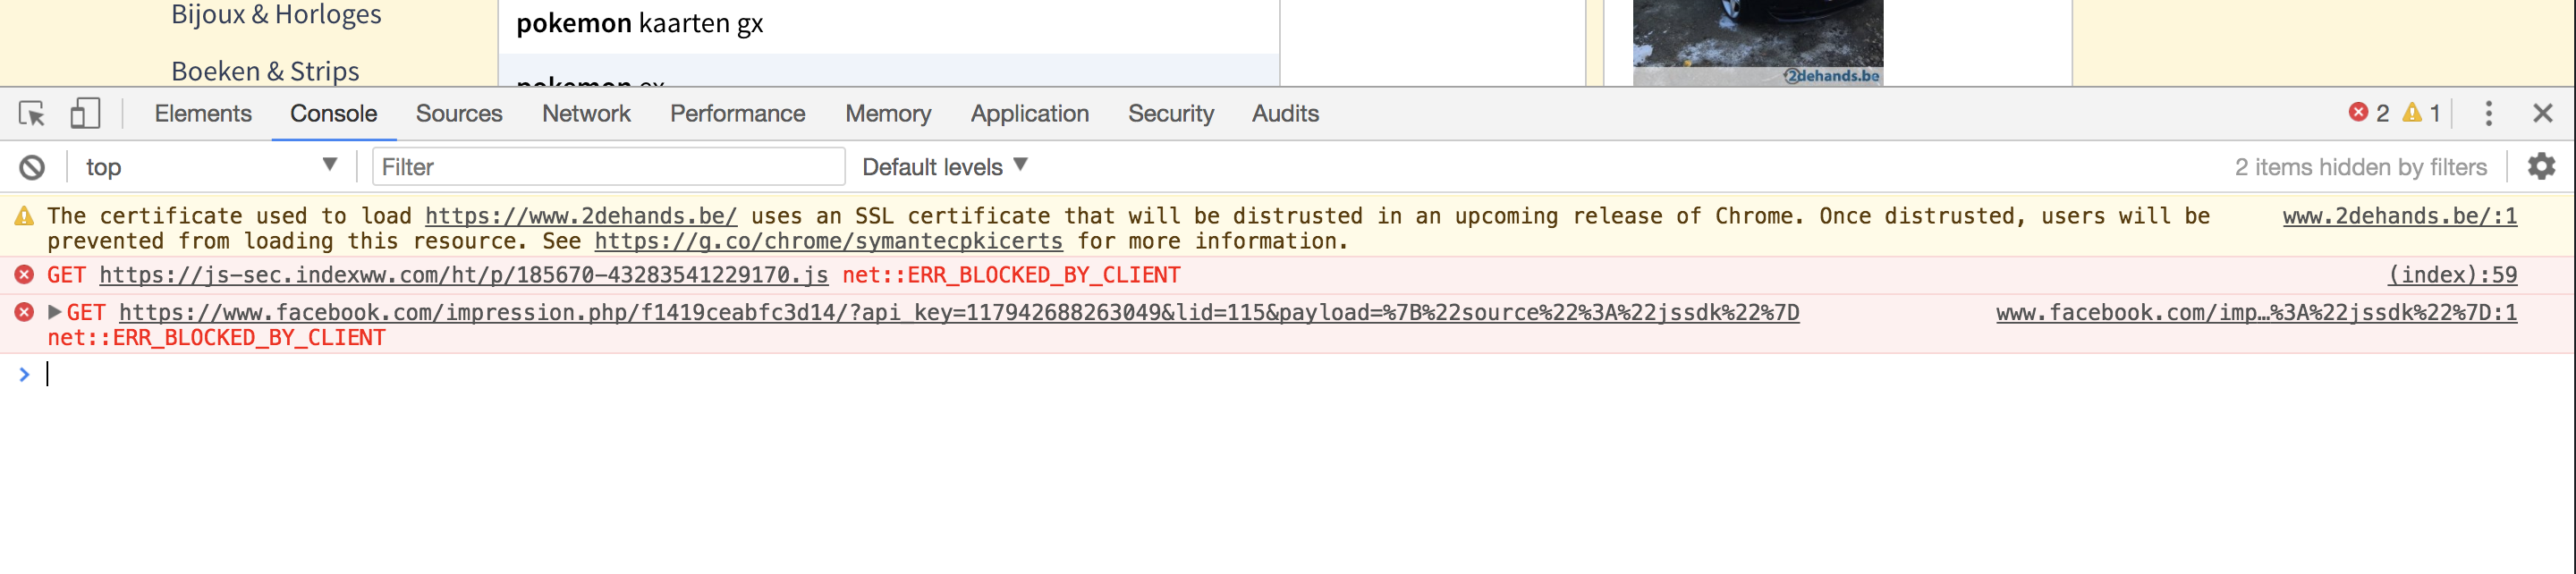 Bijoux & Horloges
pokemon kaarten gx
Boeken & Strips
pokemon ex
2dehands.be
Elements Console Sources Network Performance Memory Application Security Audits 2 1
top Filter Default levels 2 items hidden by filters
The certificate used to load https://www.2dehands.be/ uses an SSL certificate that will be distrusted in an upcoming release of Chrome. Once distrusted, users will be www.2dehands.be/:1
prevented from loading this resource. See https://g.co/chrome/symantecpkicerts for more information.
GET https://js-sec.indexww.com/ht/p/185670-43283541229170.js net::ERR_BLOCKED_BY_CLIENT (index):59
GET https://www.facebook.com/impression.php/f1419ceabfc3d14/?api_key=117942688263049&lid=115&payload=%7B%22source%22%3A%22jssdk%22%7D www.facebook.com/imp…%3A%22jssdk%22%7D:1
net::ERR_BLOCKED_BY_CLIENT